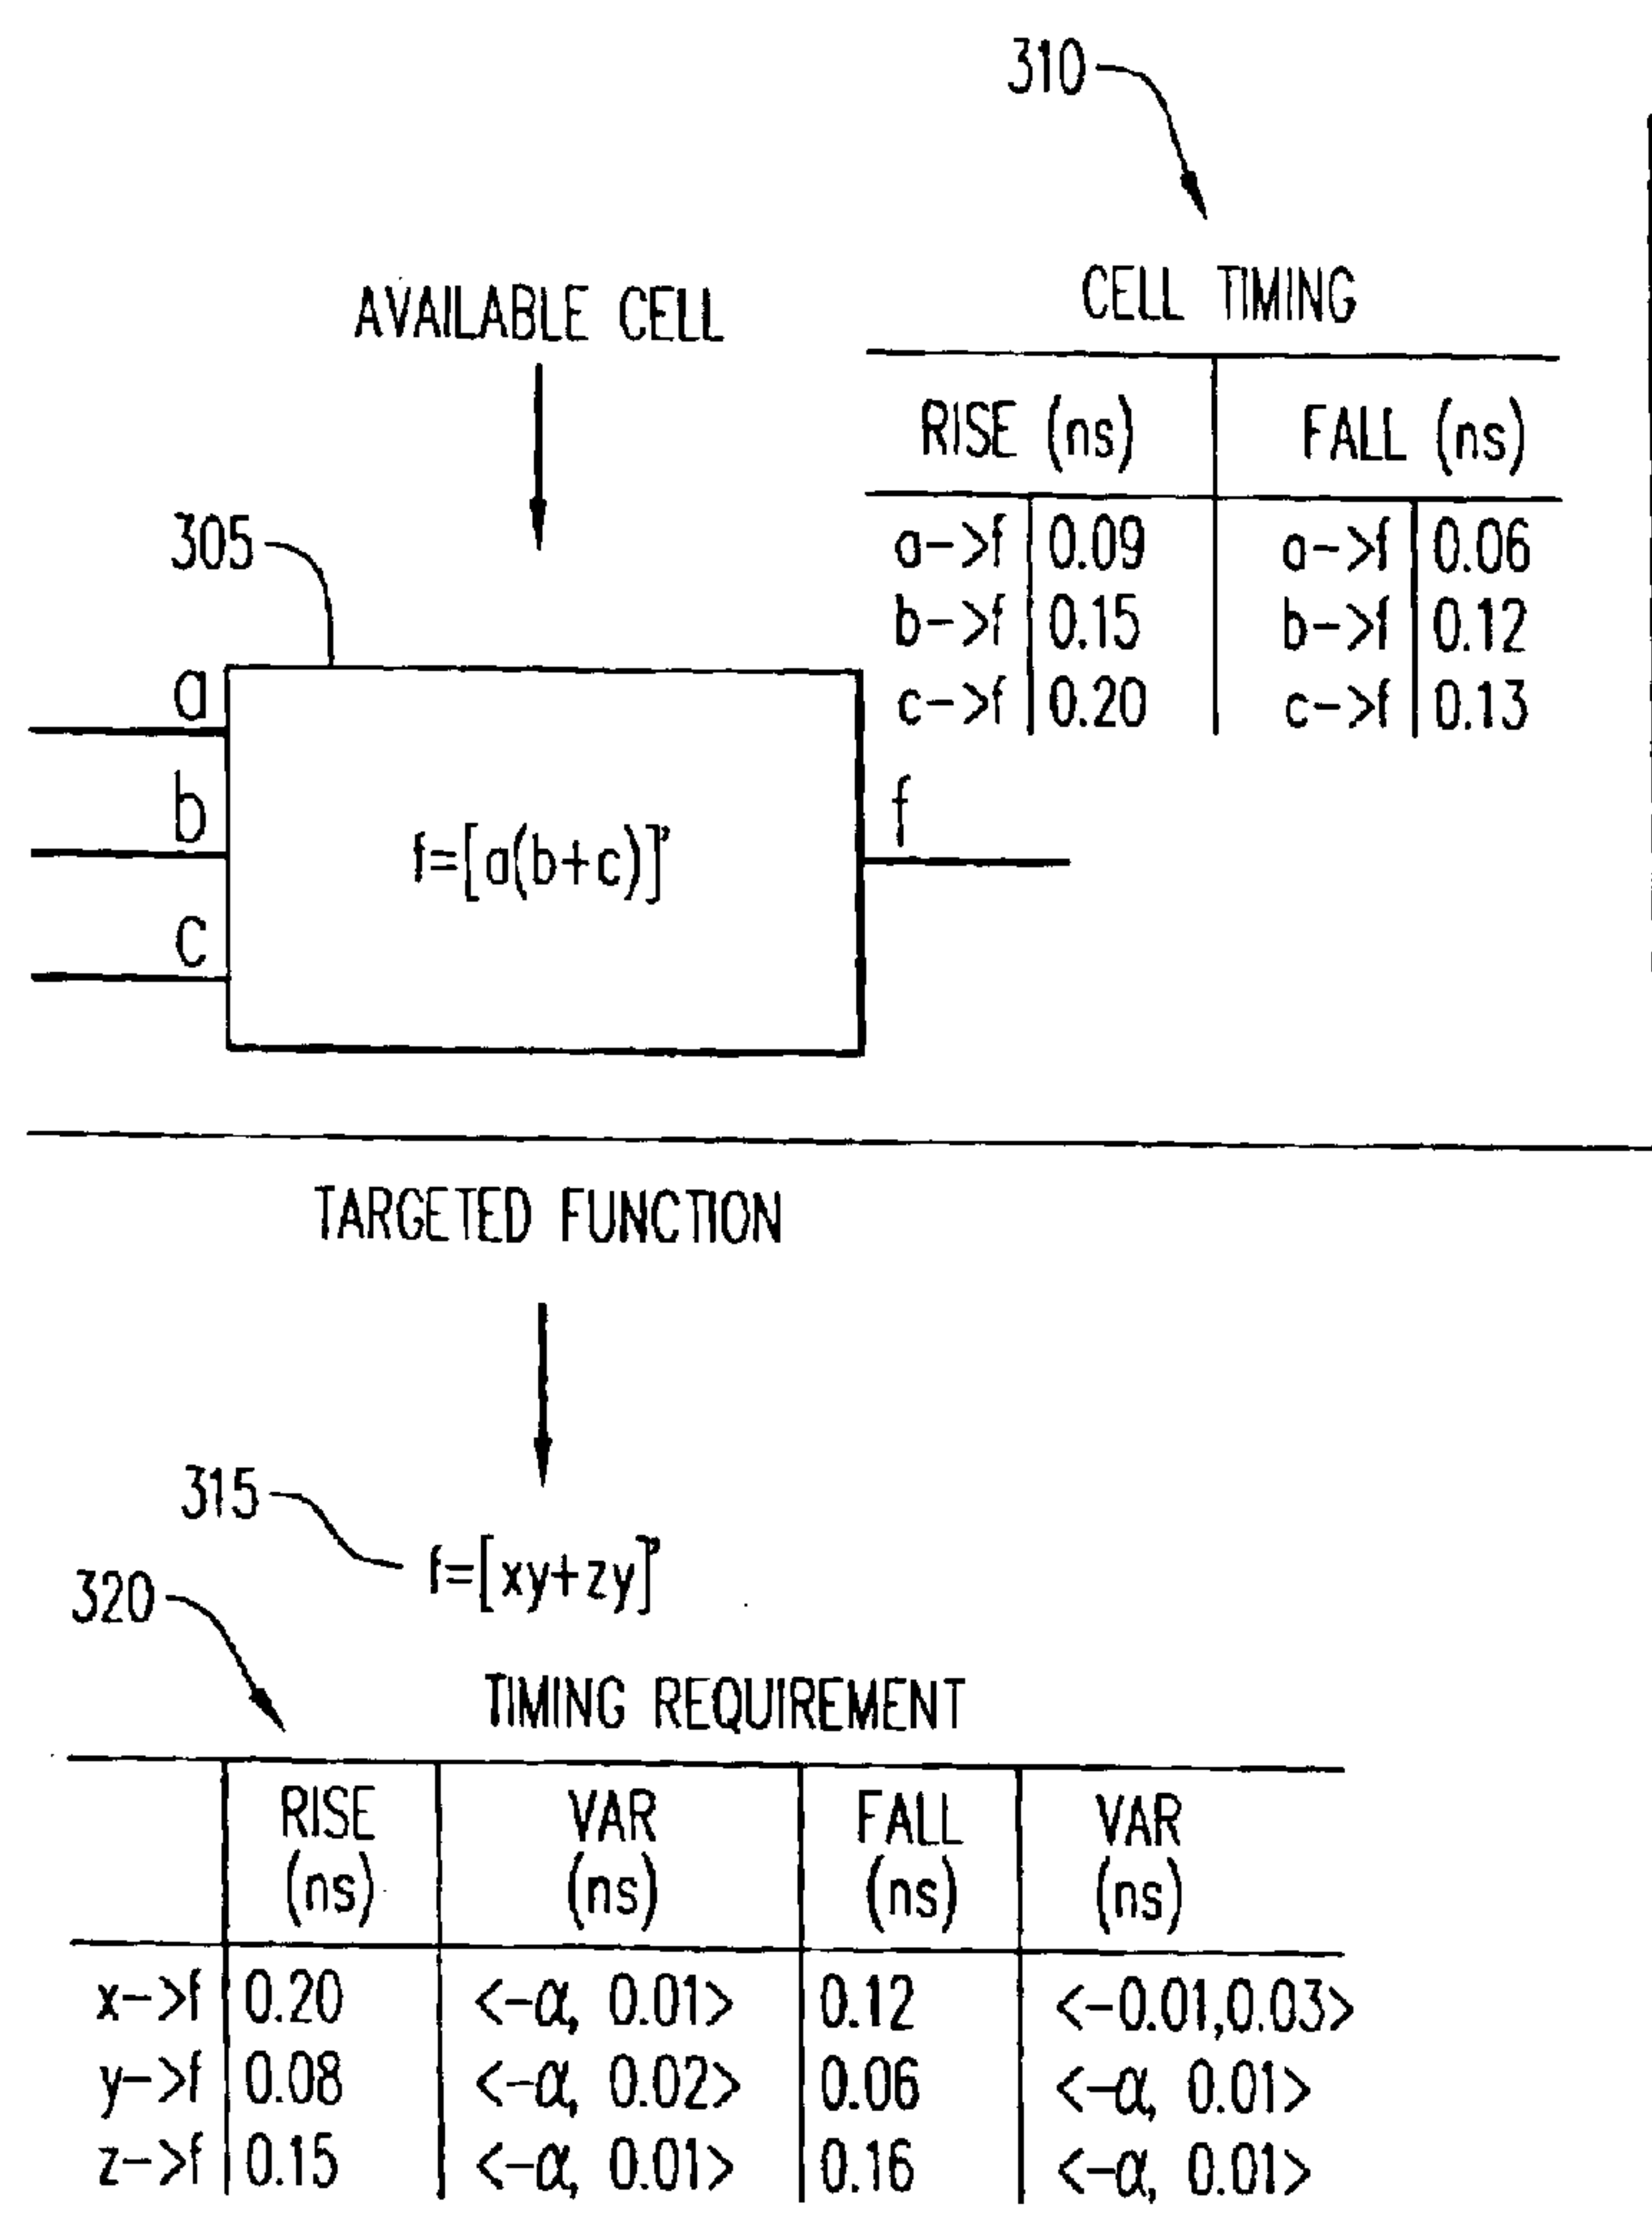 310
CELL TIMING
AVAILABLE CELL
RISE (ns) FALL (ns)
a->f 0.09 a->f 0.06
b->f 0.15 b->f 0.12
c->f 0.20 c->f 0.13
305
a
b
c
f=[a(b+c)]'
f
TARGETED FUNCTION
315
f=[xy+zy]'
320
TIMING REQUIREMENT
RISE (ns) VAR (ns) FALL (ns) VAR (ns)
x->f 0.20 <-α, 0.01> 0.12 <-0.01,0.03>
y->f 0.08 <-α, 0.02> 0.06 <-α, 0.01>
z->f 0.15 <-α, 0.01> 0.16 <-α, 0.01>